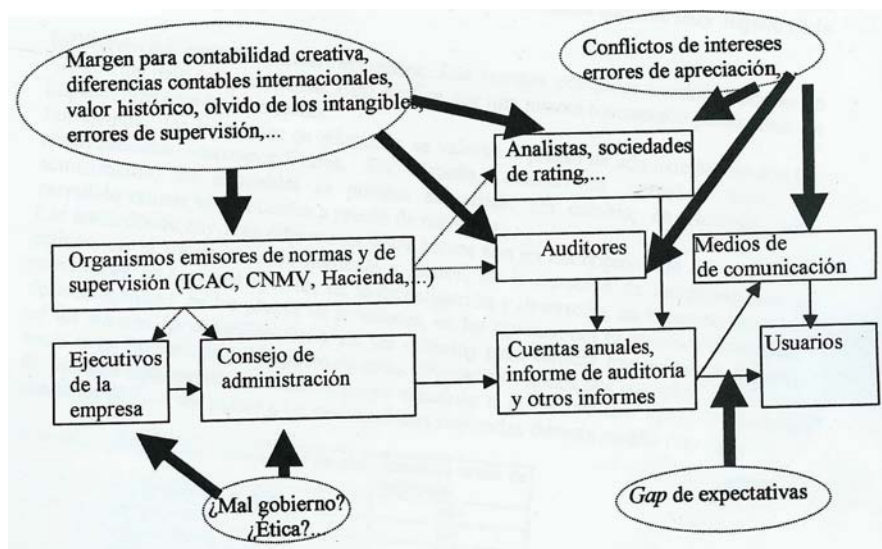 Margen para contabilidad creativa,
diferencias contables internacionales,
valor histórico, olvido de los intangibles,
errores de supervisión,...
Conflictos de intereses
errores de apreciación,
Analistas, sociedades
de rating,...
Organismos emisores de normas y de
supervisión (ICAC, CNMV, Hacienda,...)
Auditores
Medios de
de comunicación
Ejecutivos
de la
empresa
Consejo de
administración
Cuentas anuales,
informe de auditoría
y otros informes
Usuarios
¿Mal gobierno?
¿Ética?...
Gap de expectativas